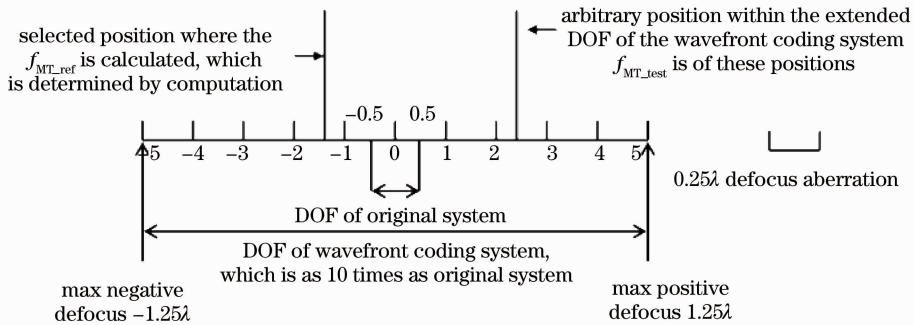 selected position where the
f_MT_ref is calculated, which
is determined by computation
arbitrary position within the extended
DOF of the wavefront coding system
f_MT_test is of these positions
−0.5 0.5
−5 −4 −3 −2 −1 0 1 2 3 4 5
0.25λ defocus aberration
DOF of original system
DOF of wavefront coding system,
which is as 10 times as original system
max negative
defocus −1.25λ
max positive
defocus 1.25λ